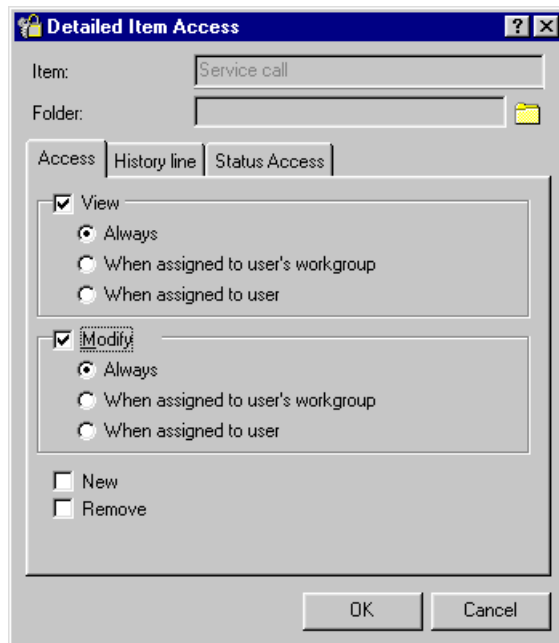 Detailed Item Access
Item: Service call
Folder:
Access History line Status Access
View
Always
When assigned to user's workgroup
When assigned to user
Modify
Always
When assigned to user's workgroup
When assigned to user
New
Remove
OK Cancel